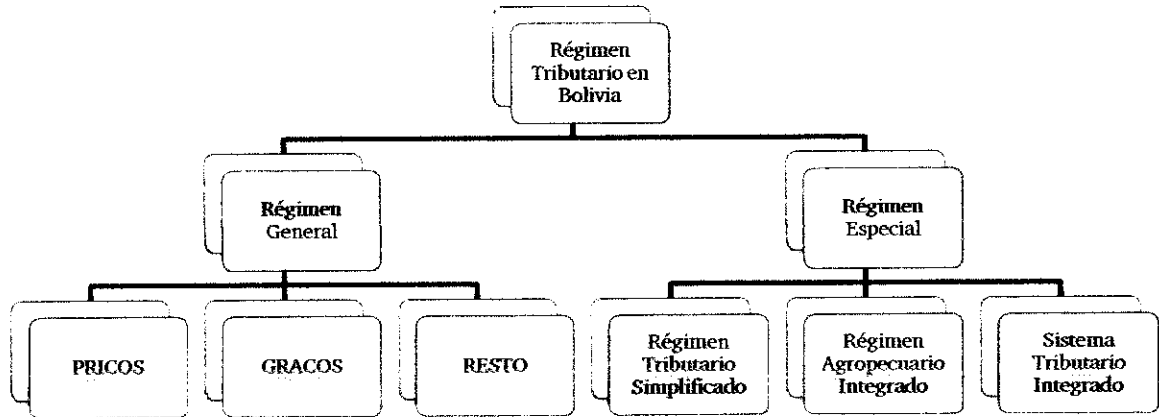 Régimen
Tributario en
Bolivia
Régimen
General
Régimen
Especial
PRICOS
GRACOS
RESTO
Régimen
Tributario
Simplificado
Régimen
Agropecuario
Integrado
Sistema
Tributario
Integrado